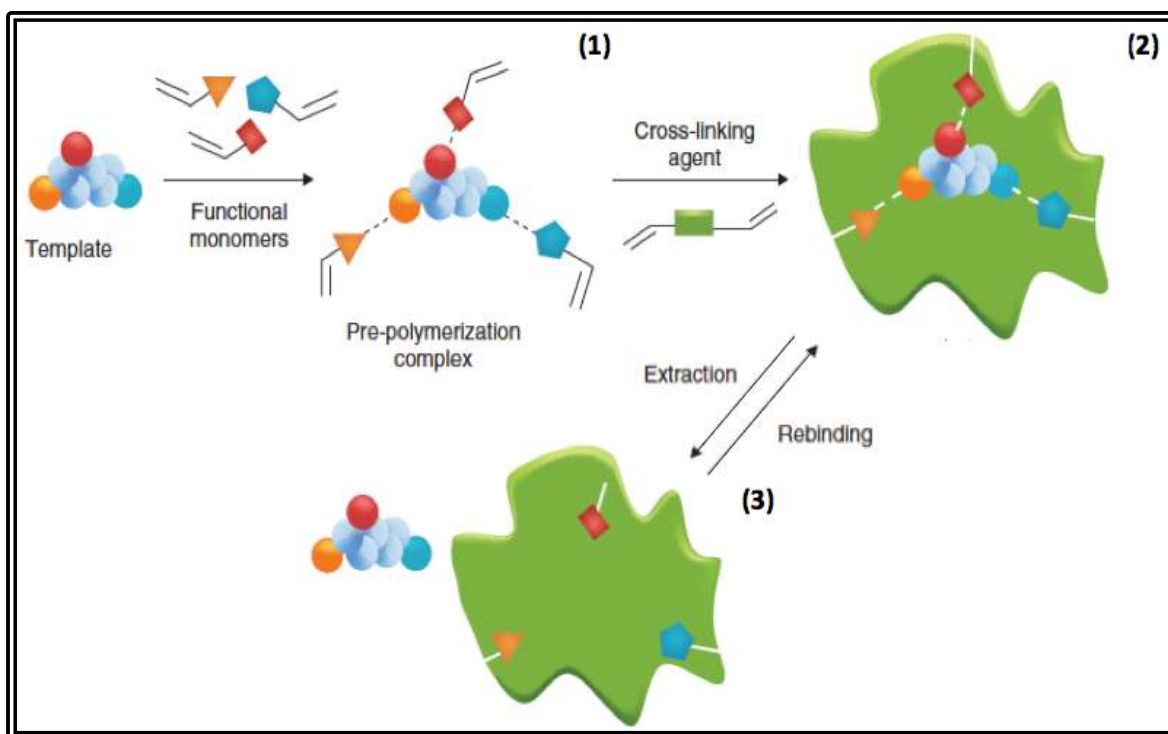 (1)
(2)
Template
Functional
monomers
Pre-polymerization
complex
Cross-linking
agent
Extraction
Rebinding
(3)